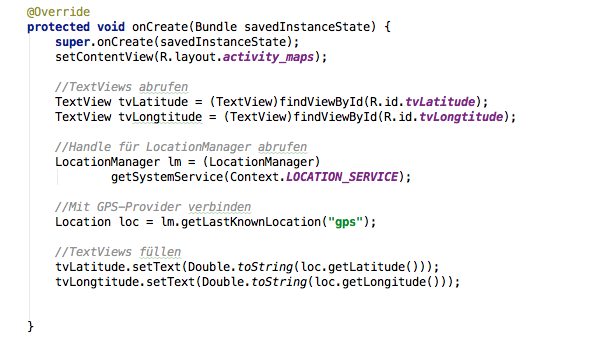 @Override
protected void onCreate(Bundle savedInstanceState) {
super.onCreate(savedInstanceState);
setContentView(R.layout.activity_maps);
//TextViews abrufen
TextView tvLatitude = (TextView)findViewById(R.id.tvLatitude);
TextView tvLongtitude = (TextView)findViewById(R.id.tvLongtitude);
//Handle für LocationManager abrufen
LocationManager lm = (LocationManager)
getSystemService(Context.LOCATION_SERVICE);
//Mit GPS-Provider verbinden
Location loc = lm.getLastKnownLocation("gps");
//TextViews füllen
tvLatitude.setText(Double.toString(loc.getLatitude()));
tvLongtitude.setText(Double.toString(loc.getLongitude()));
}